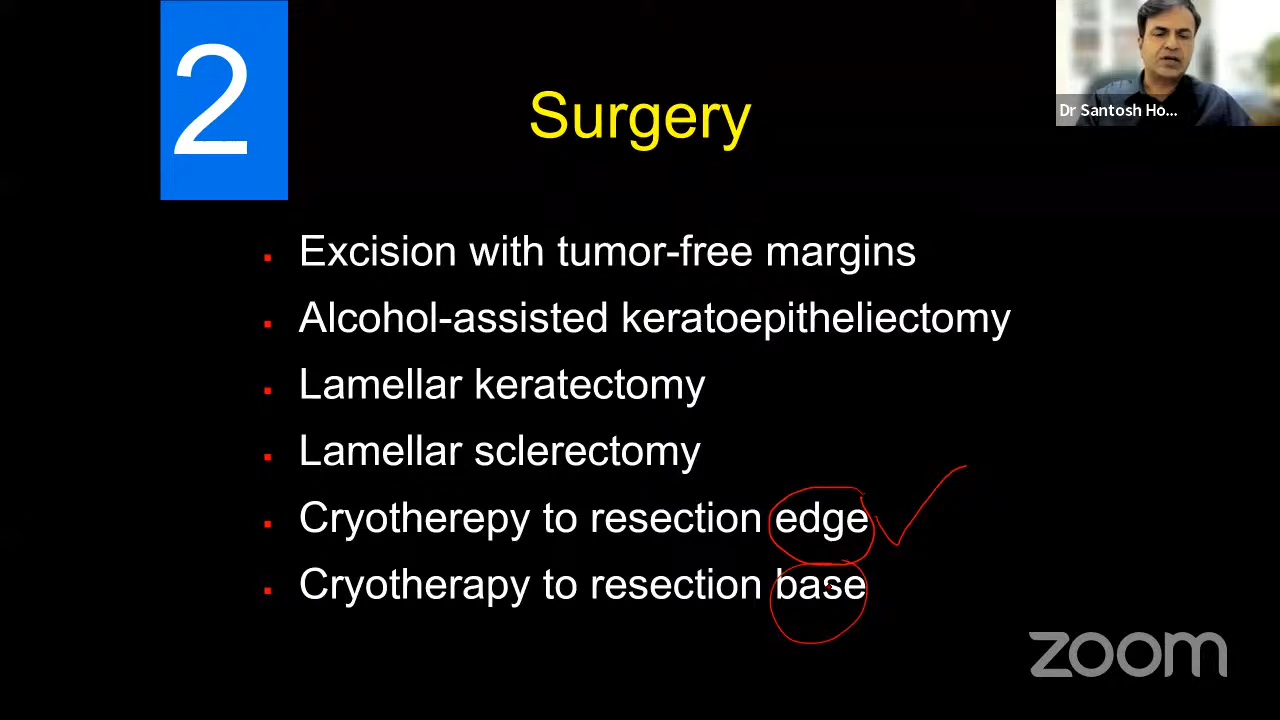 2
Surgery
Dr Santosh Ho...
▪ Excision with tumor-free margins
▪ Alcohol-assisted keratoepitheliectomy
▪ Lamellar keratectomy
▪ Lamellar sclerectomy
▪ Cryotherepy to resection edge
▪ Cryotherapy to resection base
zoom